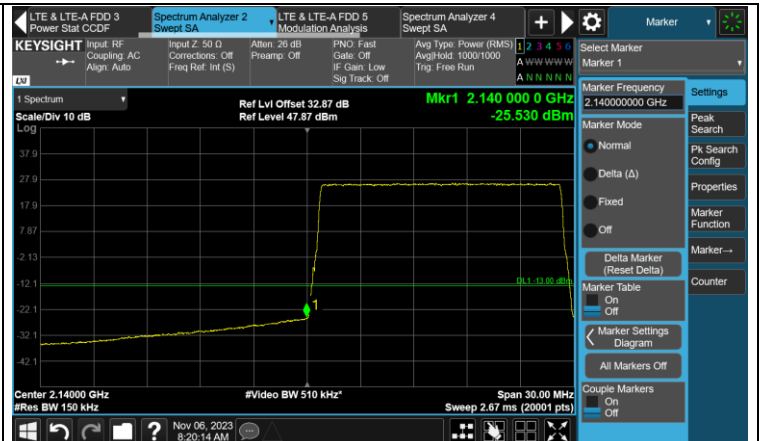 LTE & LTE-A FDD 3
Power Stat CCDF
Spectrum Analyzer 2
Swept SA
LTE & LTE-A FDD 5
Modulation Analysis
Spectrum Analyzer 4
Swept SA
Marker
KEYSIGHT
LXI
Input: RF
Coupling: AC
Align: Auto
Input Z: 50 Ω
Corrections: Off
Freq Ref: Int (S)
Atten: 26 dB
Preamp: Off
PNO: Fast
Gate: Off
IF Gain: Low
Sig Track: Off
Avg Type: Power (RMS)
Avg|Hold: 1000/1000
Trig: Free Run
1 2 3 4 5 6
A W W W W W
A N N N N N
1 Spectrum
Scale/Div 10 dB
Log
Ref Lvl Offset 32.87 dB
Ref Level 47.87 dBm
Mkr1 2.140 000 0 GHz
-25.530 dBm
37.9
27.9
17.9
7.87
-2.13
-12.1
-22.1
-32.1
-42.1
DL1 -13.00 dBm
1
Center 2.14000 GHz
#Res BW 150 kHz
#Video BW 510 kHz*
Span 30.00 MHz
Sweep 2.67 ms (20001 pts)
Select Marker
Marker 1
Marker Frequency
2.140000000 GHz
Marker Mode
Normal
Delta (Δ)
Fixed
Off
Delta Marker
(Reset Delta)
Marker Table
On
Off
Marker Settings
Diagram
All Markers Off
Couple Markers
On
Off
Settings
Peak
Search
Pk Search
Config
Properties
Marker
Function
Marker→
Counter
?
Nov 06, 2023
8:20:14 AM